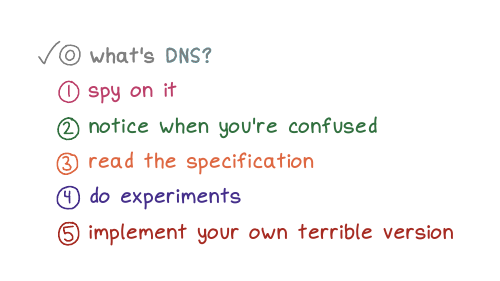 ✓⓪ what's DNS?
① spy on it
② notice when you're confused
③ read the specification
④ do experiments
⑤ implement your own terrible version